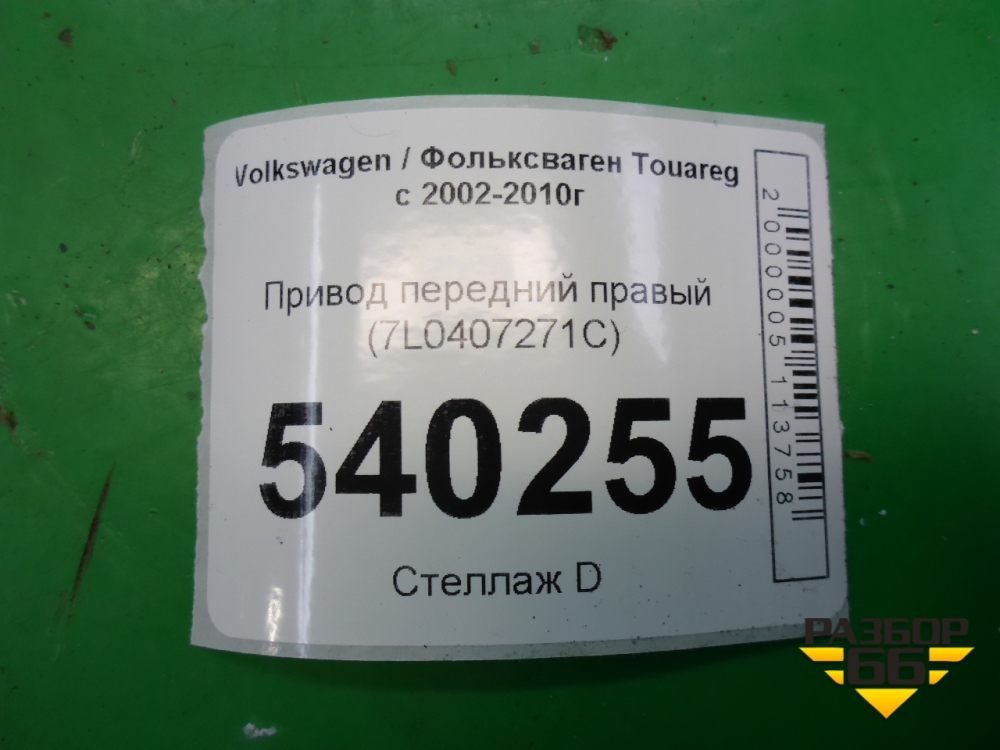 Volkswagen / Фольксваген Touareg
с 2002-2010г
Привод передний правый
(7L0407271C)
540255
Стеллаж D
2000005113758
РАЗБОР
66